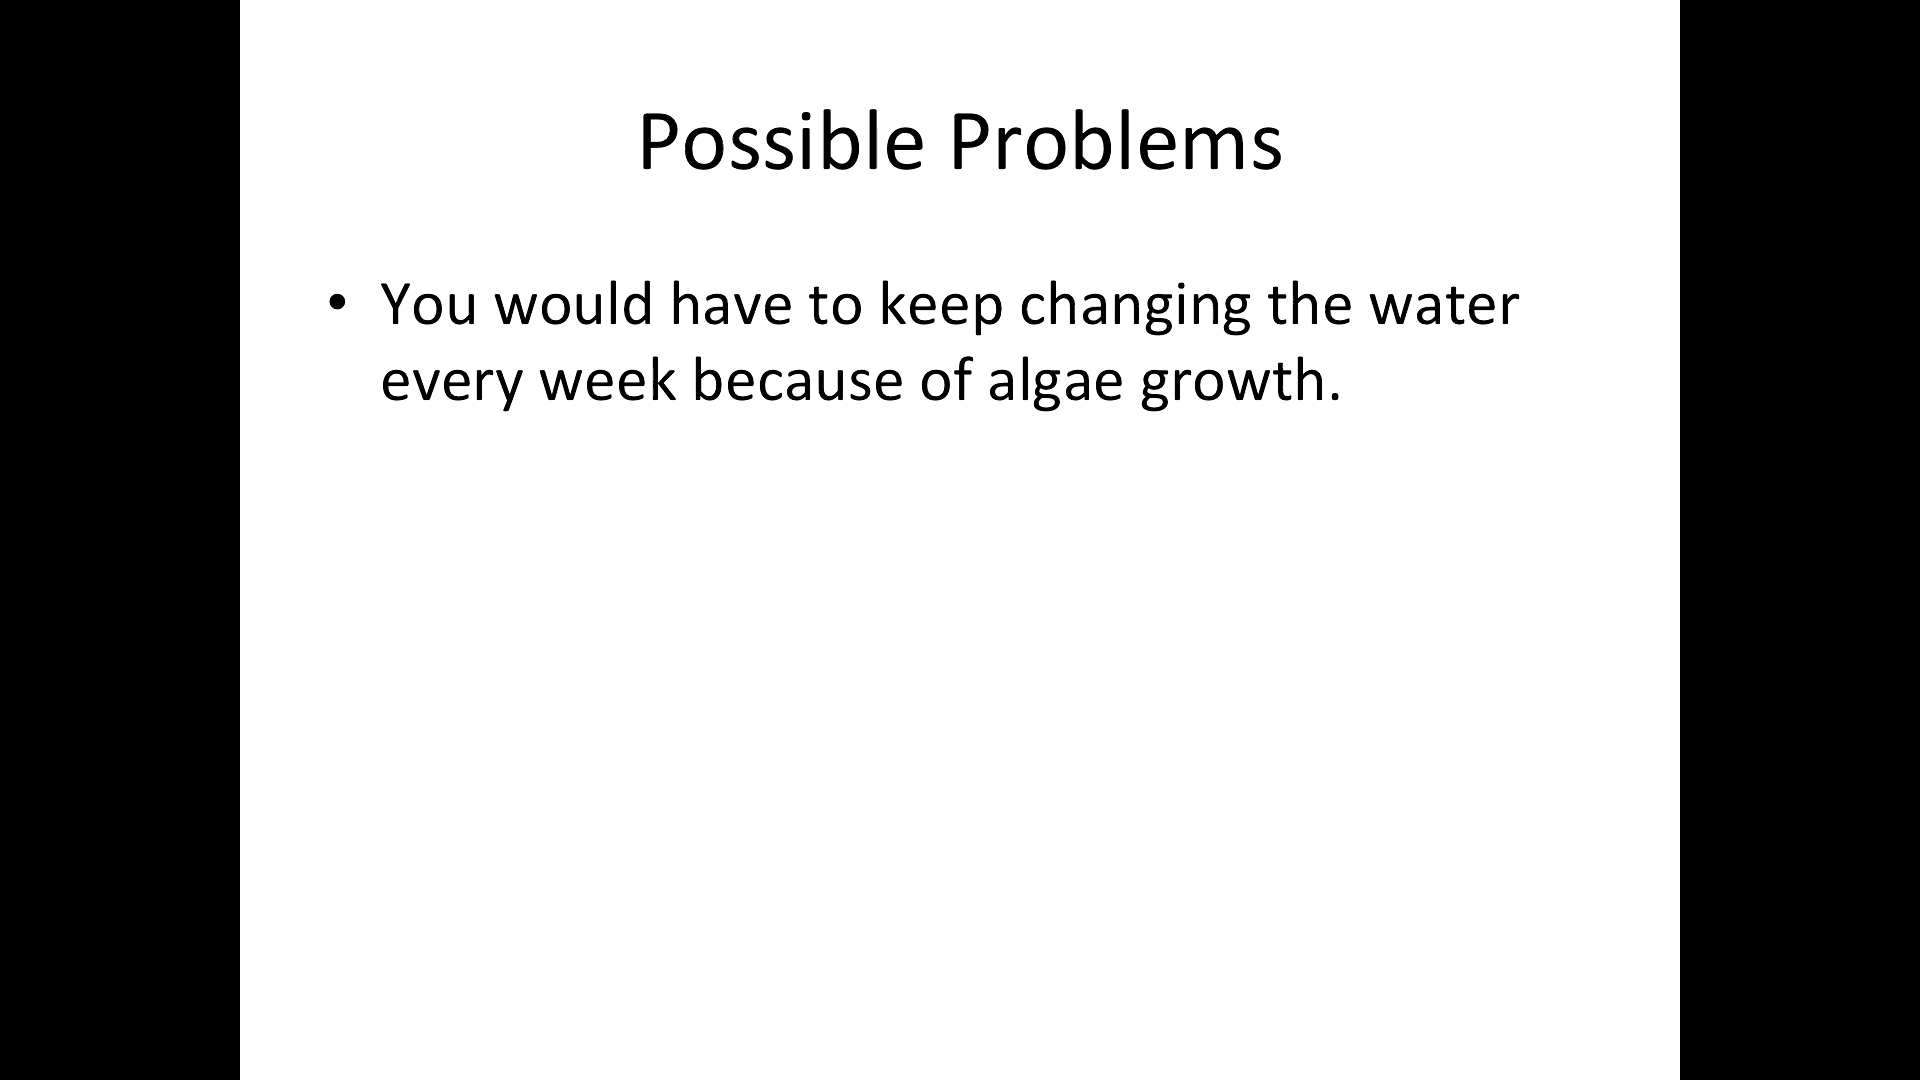 Possible Problems
• You would have to keep changing the water
every week because of algae growth.